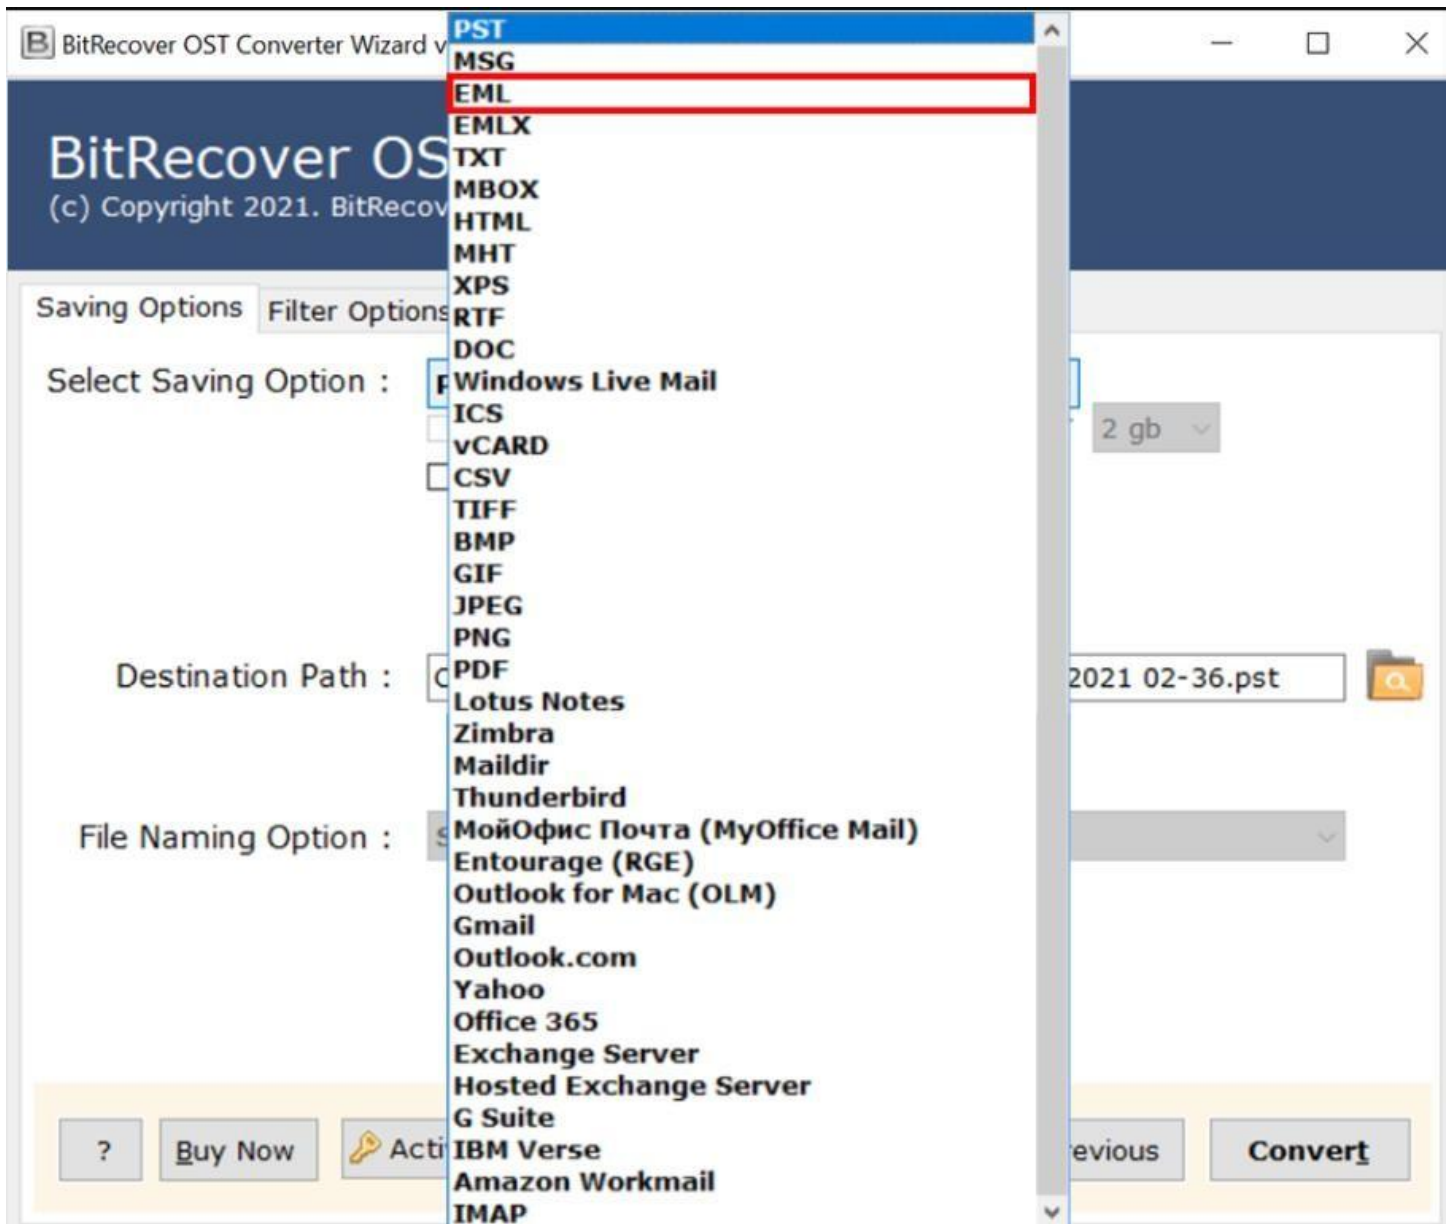 BitRecover OST Converter Wizard v
BitRecover OS
(c) Copyright 2021. BitRecov
Saving Options
Filter Options
Select Saving Option :
2 gb
Destination Path :
2021 02-36.pst
File Naming Option :
PST
MSG
EML
EMLX
TXT
MBOX
HTML
MHT
XPS
RTF
DOC
Windows Live Mail
ICS
vCARD
CSV
TIFF
BMP
GIF
JPEG
PNG
PDF
Lotus Notes
Zimbra
Maildir
Thunderbird
МойОфис Почта (MyOffice Mail)
Entourage (RGE)
Outlook for Mac (OLM)
Gmail
Outlook.com
Yahoo
Office 365
Exchange Server
Hosted Exchange Server
G Suite
IBM Verse
Amazon Workmail
IMAP
?
Buy Now
Acti
evious
Convert